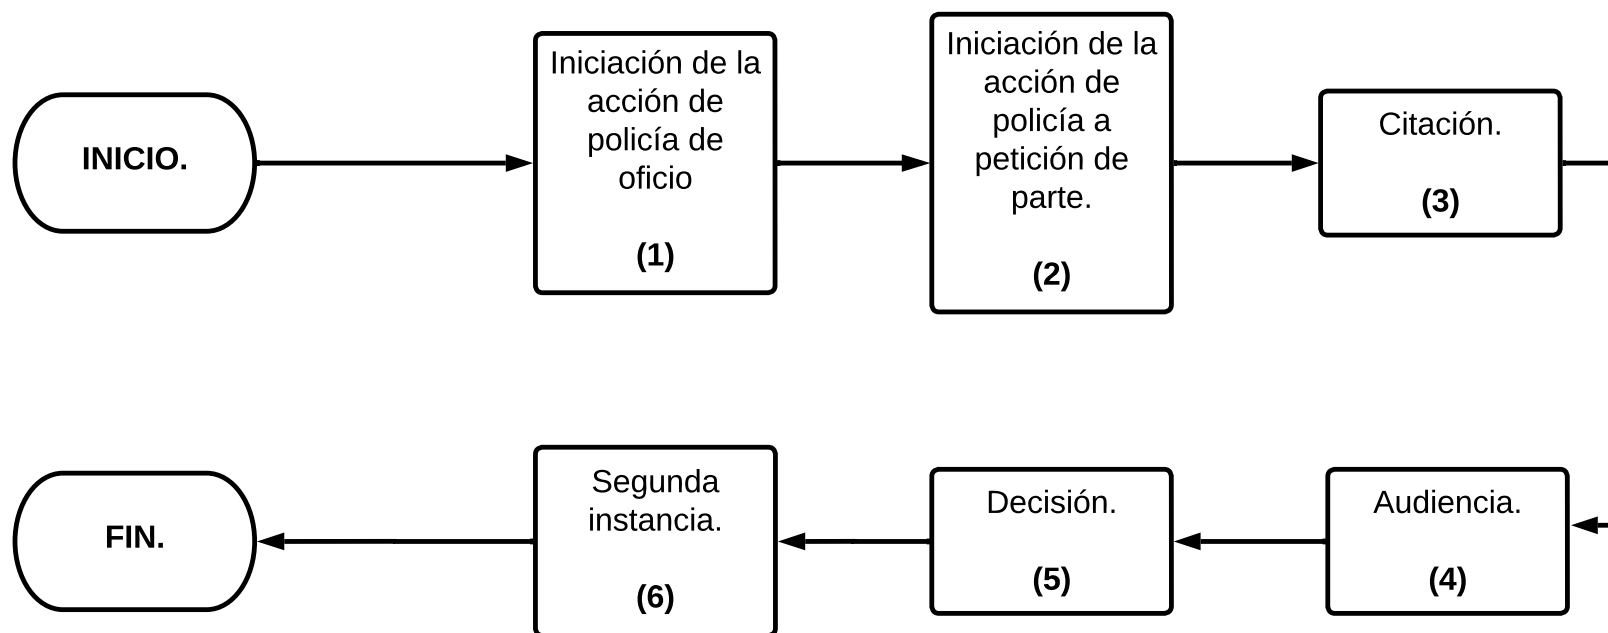 INICIO.
Iniciación de la
acción de
policía de
oficio
(1)
Iniciación de la
acción de
policía a
petición de
parte.
(2)
Citación.
(3)
Audiencia.
(4)
Decisión.
(5)
Segunda
instancia.
(6)
FIN.